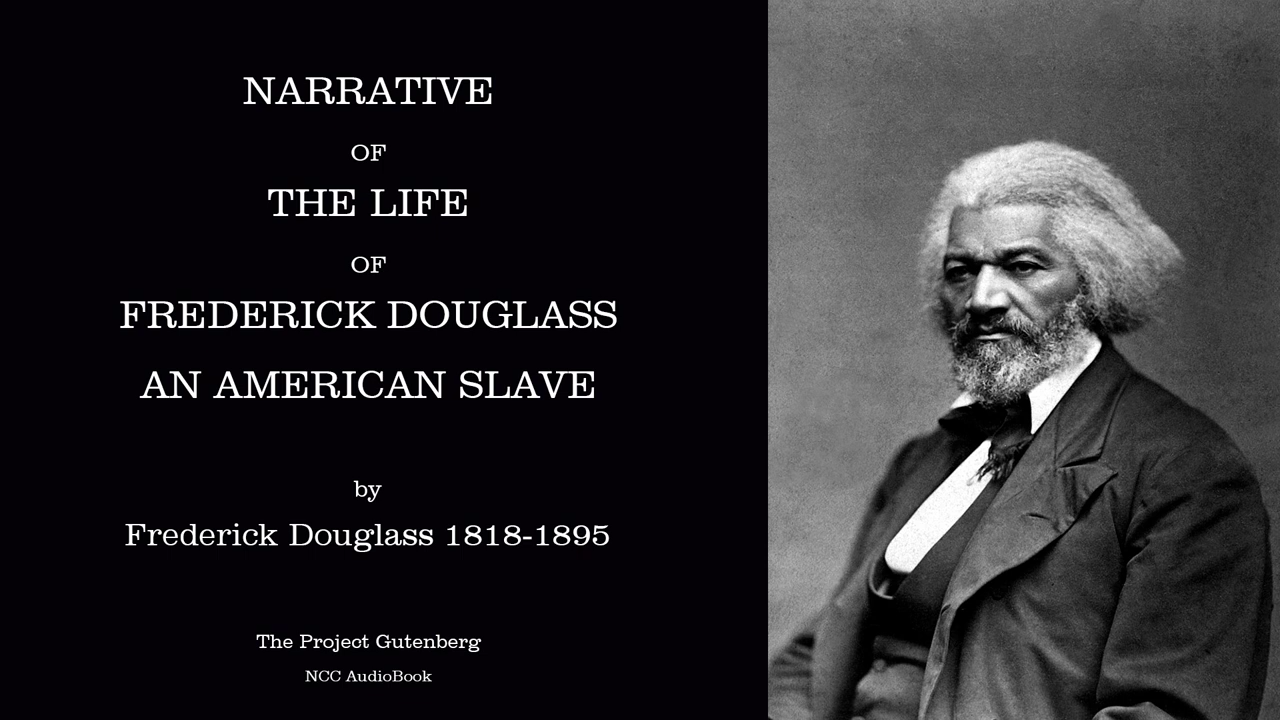 NARRATIVE
OF
THE LIFE
OF
FREDERICK DOUGLASS
AN AMERICAN SLAVE
by
Frederick Douglass 1818-1895
The Project Gutenberg
NCC AudioBook